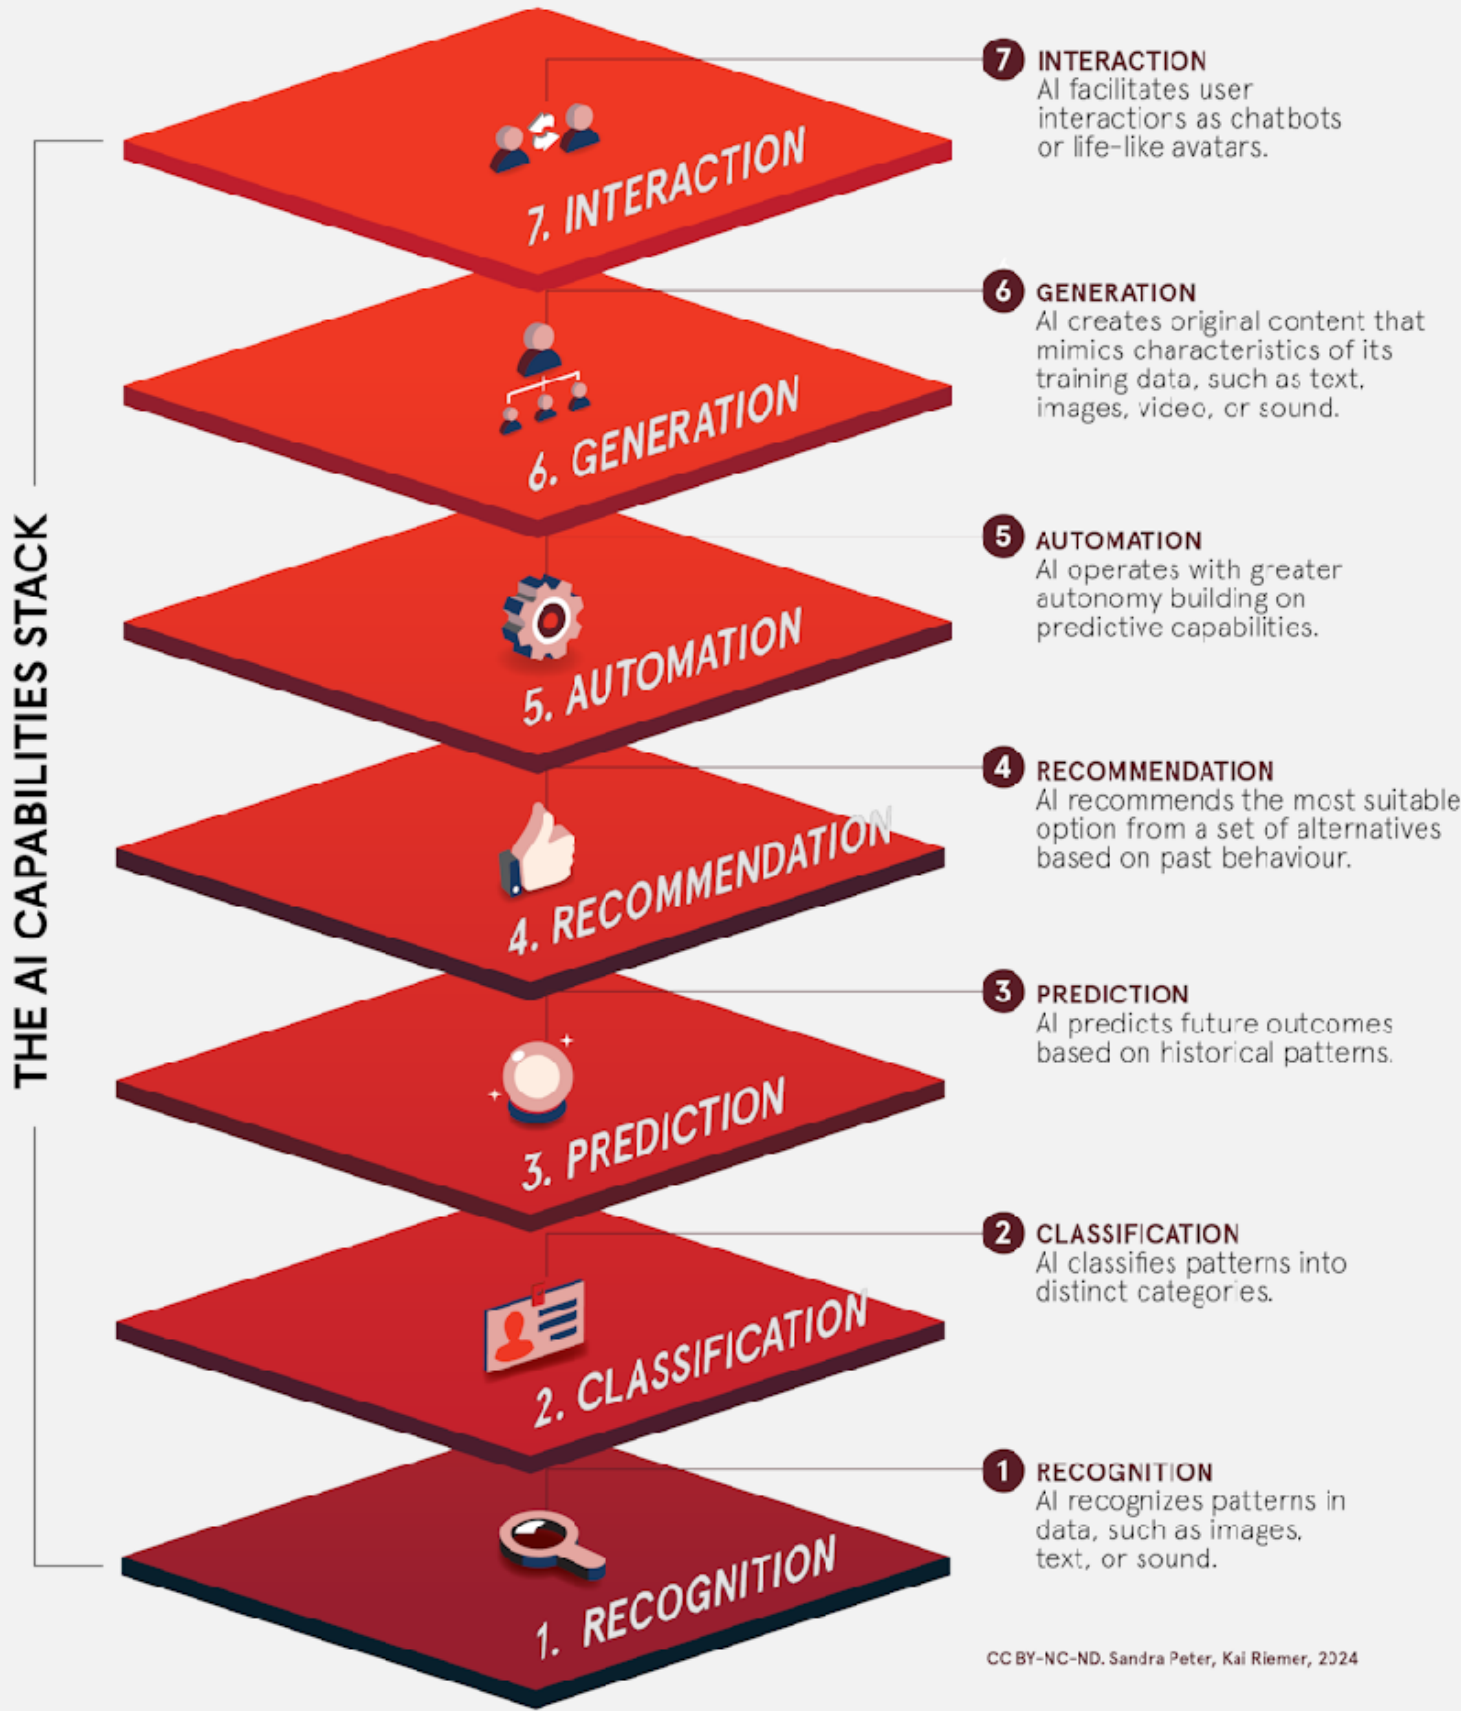 THE AI CAPABILITIES STACK
7. INTERACTION
7 INTERACTION
AI facilitates user
interactions as chatbots
or life-like avatars.
6. GENERATION
6 GENERATION
AI creates original content that
mimics characteristics of its
training data, such as text,
images, video, or sound.
5. AUTOMATION
5 AUTOMATION
AI operates with greater
autonomy building on
predictive capabilities.
4. RECOMMENDATION
4 RECOMMENDATION
AI recommends the most suitable
option from a set of alternatives
based on past behaviour.
3. PREDICTION
3 PREDICTION
AI predicts future outcomes
based on historical patterns.
2. CLASSIFICATION
2 CLASSIFICATION
AI classifies patterns into
distinct categories.
1. RECOGNITION
1 RECOGNITION
AI recognizes patterns in
data, such as images,
text, or sound.
CC BY-NC-ND. Sandra Peter, Kai Riemer, 2024